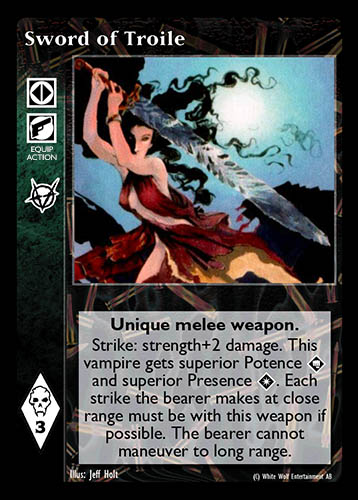 Sword of Troile
EQUIP
ACTION
Unique melee weapon.
Strike: strength+2 damage. This
vampire gets superior Potence
and superior Presence . Each
strike the bearer makes at close
range must be with this weapon if
possible. The bearer cannot
maneuver to long range.
3
Illus: Jeff Holt
(C) White Wolf Entertainment AB